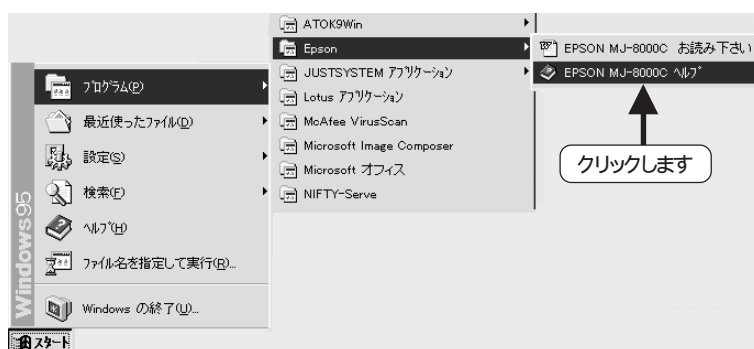 Windows95
プログラム(P)
最近使ったファイル(D)
設定(S)
検索(F)
ヘルプ(H)
ファイル名を指定して実行(R)...
Windows の終了(U)...
スタート
ATOK9Win
Epson
JUSTSYSTEM アプリケーション
Lotus アプリケーション
McAfee VirusScan
Microsoft Image Composer
Microsoft オフィス
NIFTY-Serve
EPSON MJ-8000C お読み下さい
EPSON MJ-8000C ヘルプ
クリックします